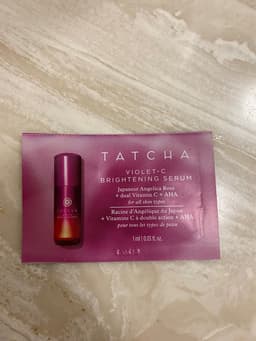 TATCHA
VIOLET-C
BRIGHTENING SERUM
Japanese Angelica Root
+ dual Vitamin C + AHA
for all skin types
Racine d'Angélique du Japon
+ Vitamine C à double action + AHA
pour tous les types de peau
1 ml | 0.03 fl.oz.
TATCHA